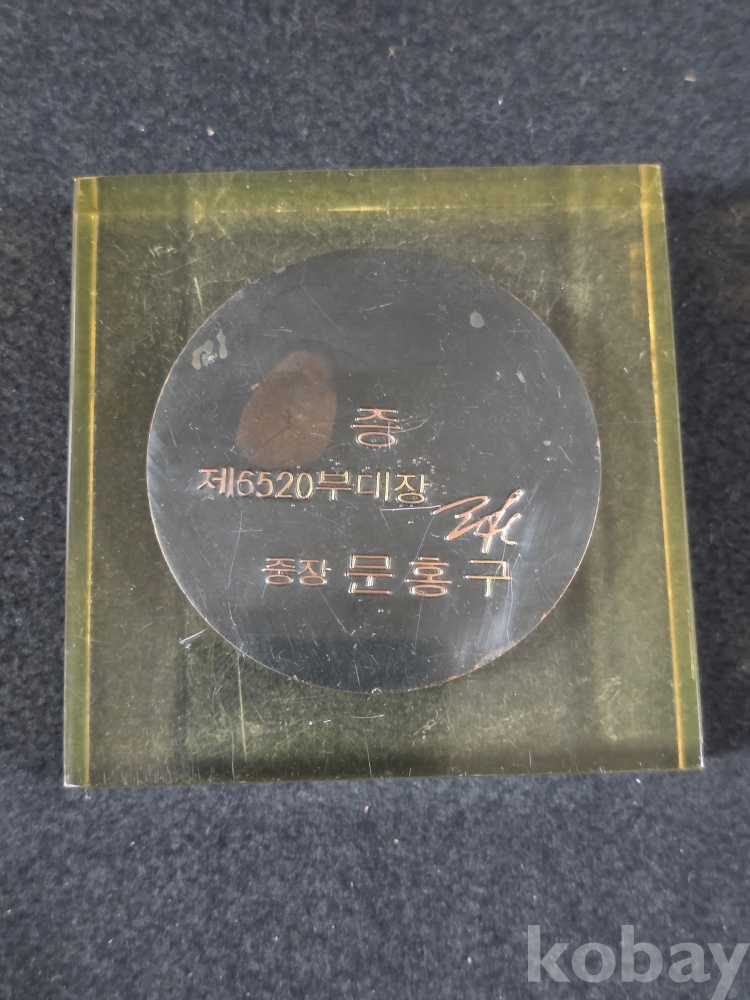 증
제6520부대장
중장 문홍구
kobay